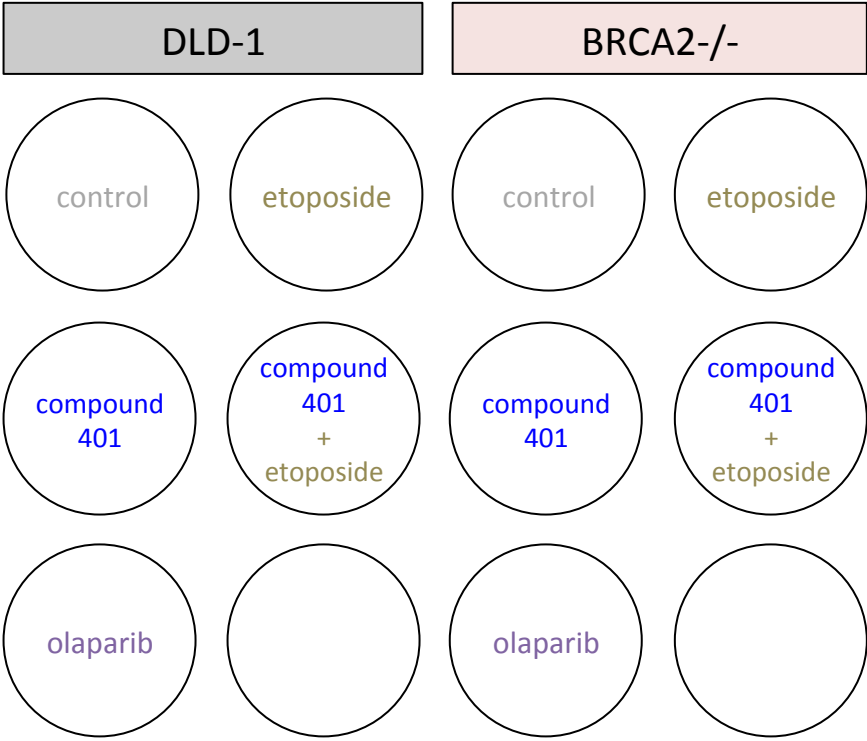 DLD-1
BRCA2-/-
control
etoposide
control
etoposide
compound
401
compound
401
+
etoposide
compound
401
compound
401
+
etoposide
olaparib
olaparib